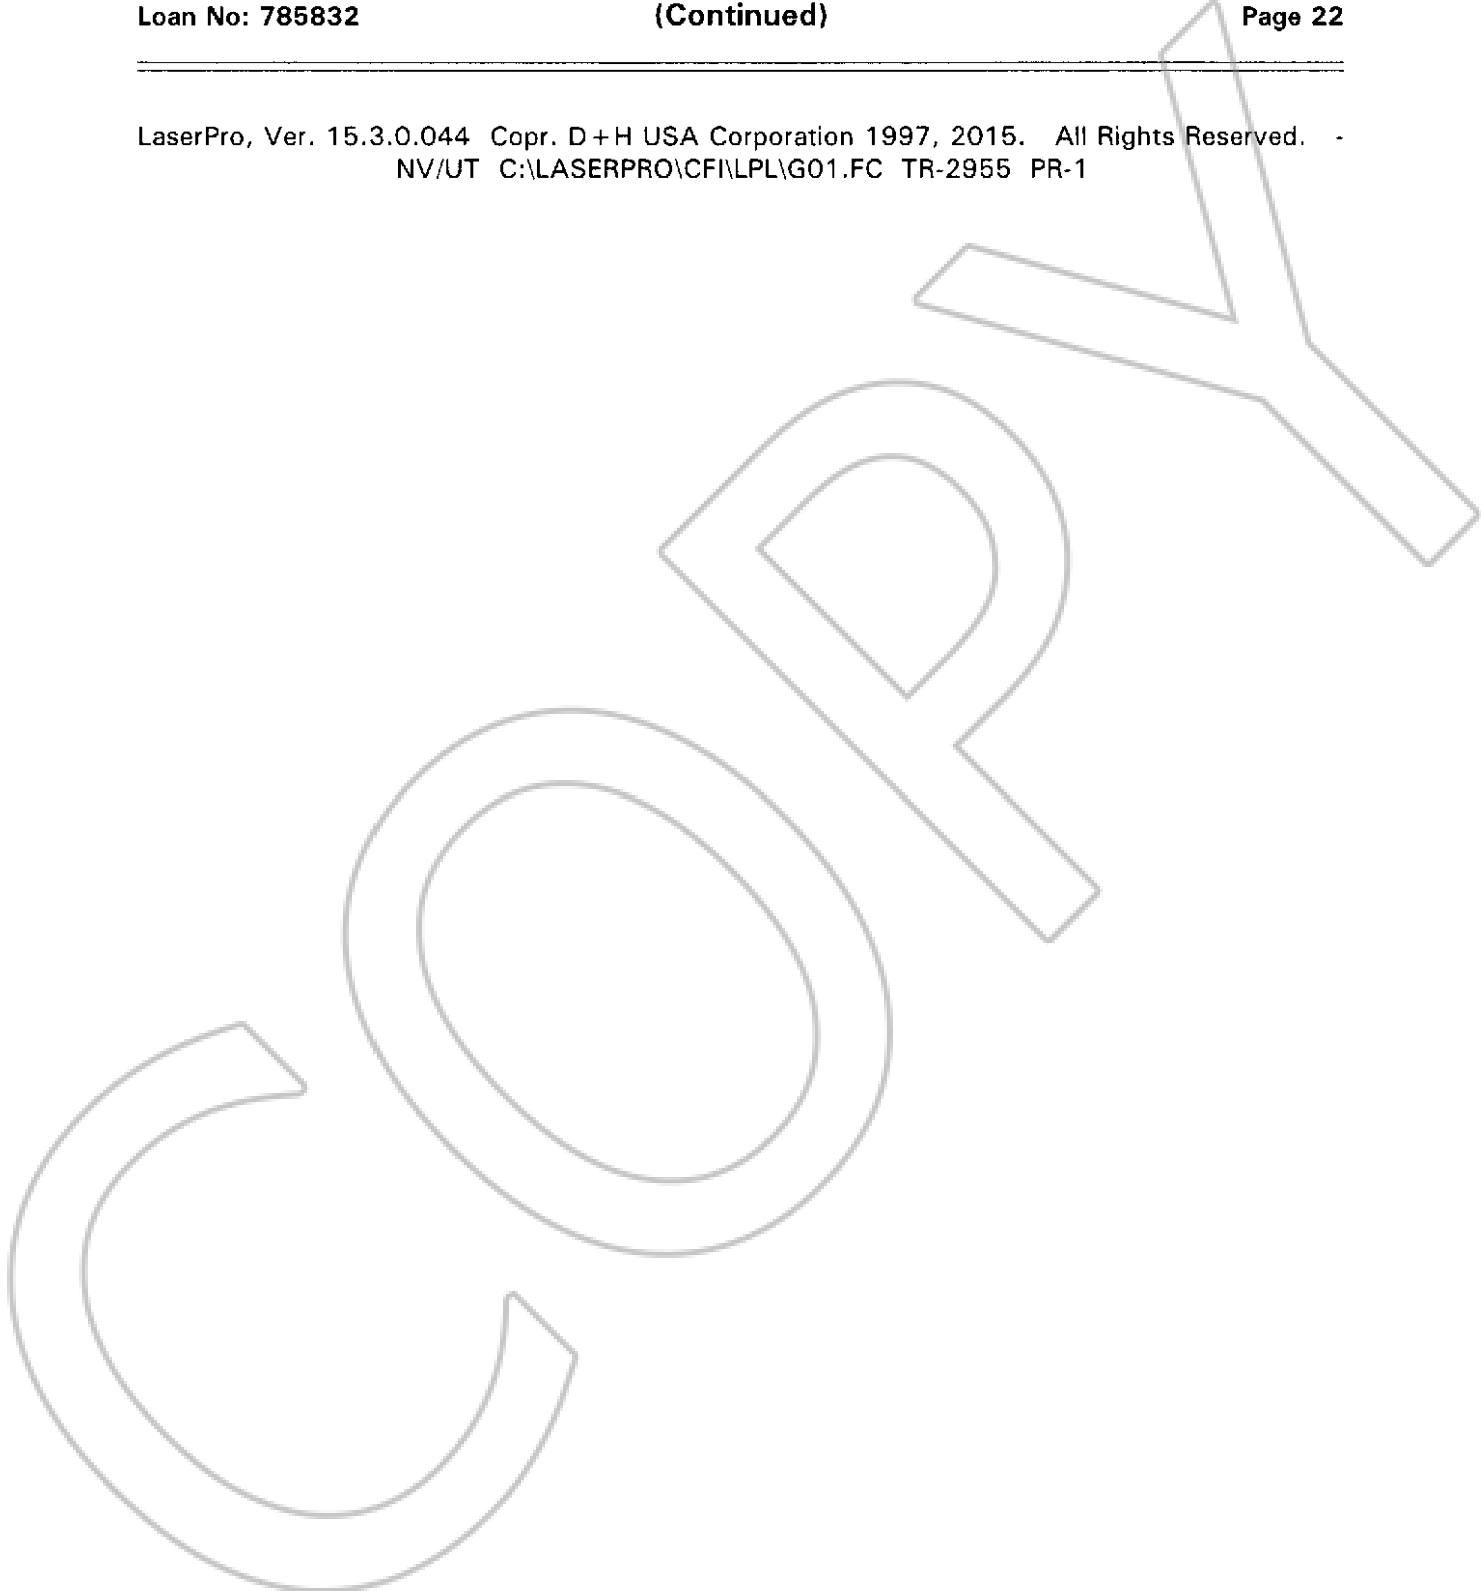 Loan No: 785832 (Continued) Page 22
LaserPro, Ver. 15.3.0.044 Copr. D+H USA Corporation 1997, 2015. All Rights Reserved. -
NV/UT C:\LASERPRO\CFI\LPL\G01.FC TR-2955 PR-1
COPY